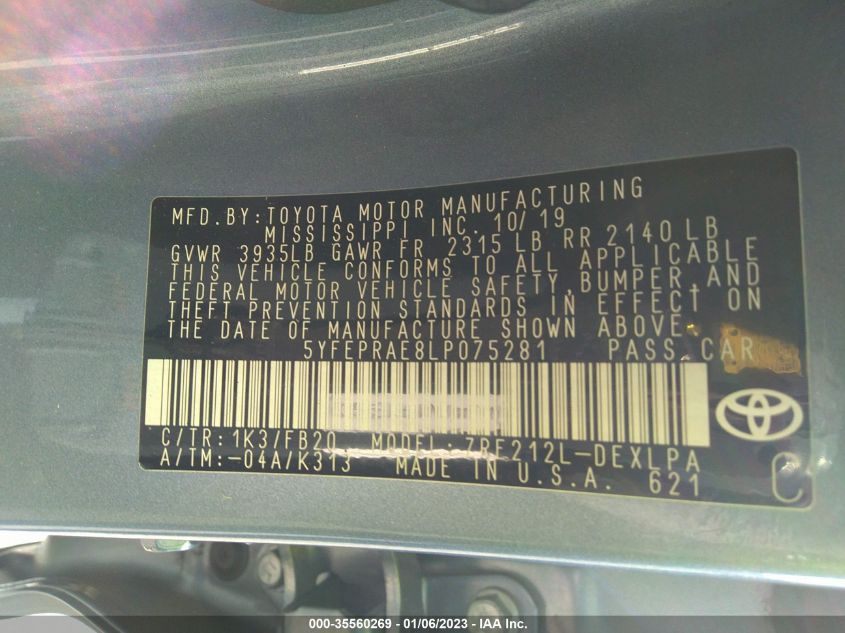 MFD. BY: TOYOTA MOTOR MANUFACTURING
MISSISSIPPI INC. 10/19
GVWR 3935LB GAWR FR 2315 LB RR 2140 LB
THIS VEHICLE CONFORMS TO ALL APPLICABLE
FEDERAL MOTOR VEHICLE SAFETY, BUMPER, AND
THEFT PREVENTION STANDARDS IN EFFECT ON
THE DATE OF MANUFACTURE SHOWN ABOVE.
5YFEPRAE8LP075281 PASS. CAR
C/TR: 1K3/FB20 MODEL: ZRE212L-DEXLPA
A/TM: -04A/K313 MADE IN U.S.A. 621
C
000-35560269 - 01/06/2023 - IAA Inc.